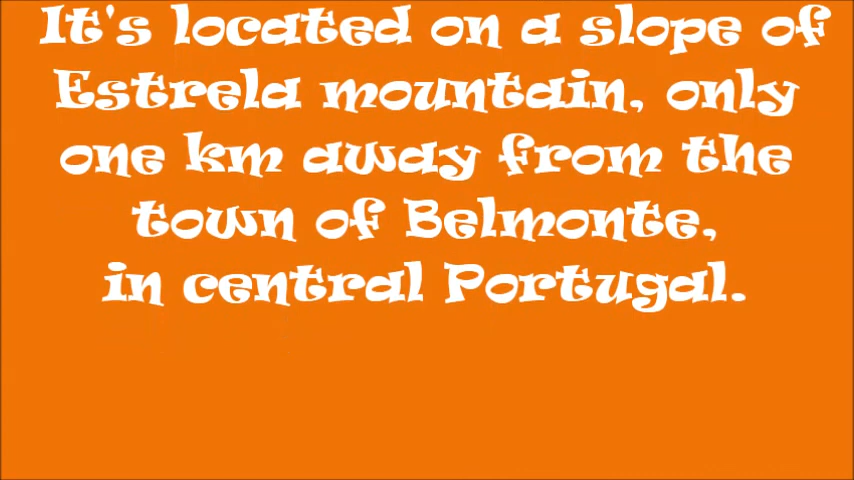 It's located on a slope of
Estrela mountain, only
one km away from the
town of Belmonte,
in central Portugal.